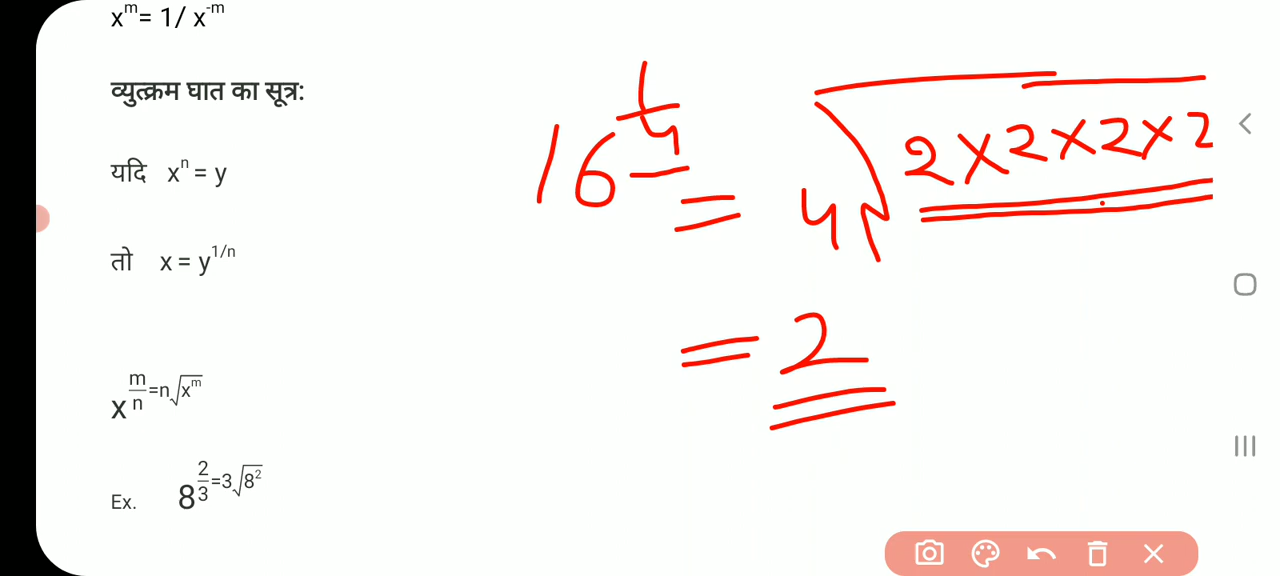 xᵐ= 1/ x⁻ᵐ
व्युत्क्रम घात का सूत्र:
यदि xⁿ = y
तो x = y¹ᐟⁿ
x^(m/n)=n√xᵐ
Ex. 8^(2/3)=3√8²
16^(1/4) = 4√2×2×2×2
= 2